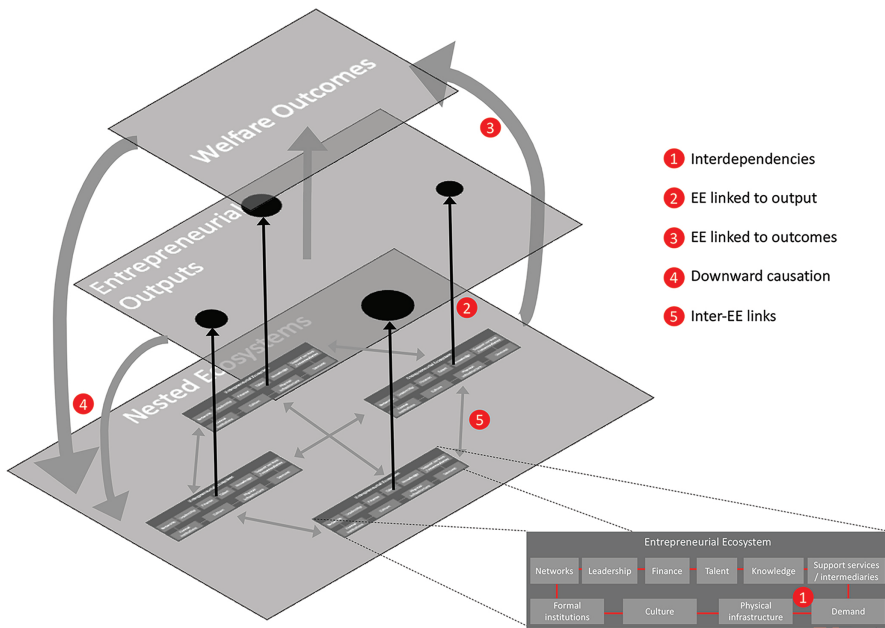 Welfare Outcomes
Entrepreneurial
Outputs
Nested Ecosystems
3
2
4
5
1 Interdependencies
2 EE linked to output
3 EE linked to outcomes
4 Downward causation
5 Inter-EE links
Entrepreneurial Ecosystem
Networks
Leadership
Finance
Talent
Knowledge
Support services
/ intermediaries
1
Formal
institutions
Culture
Physical
infrastructure
Demand